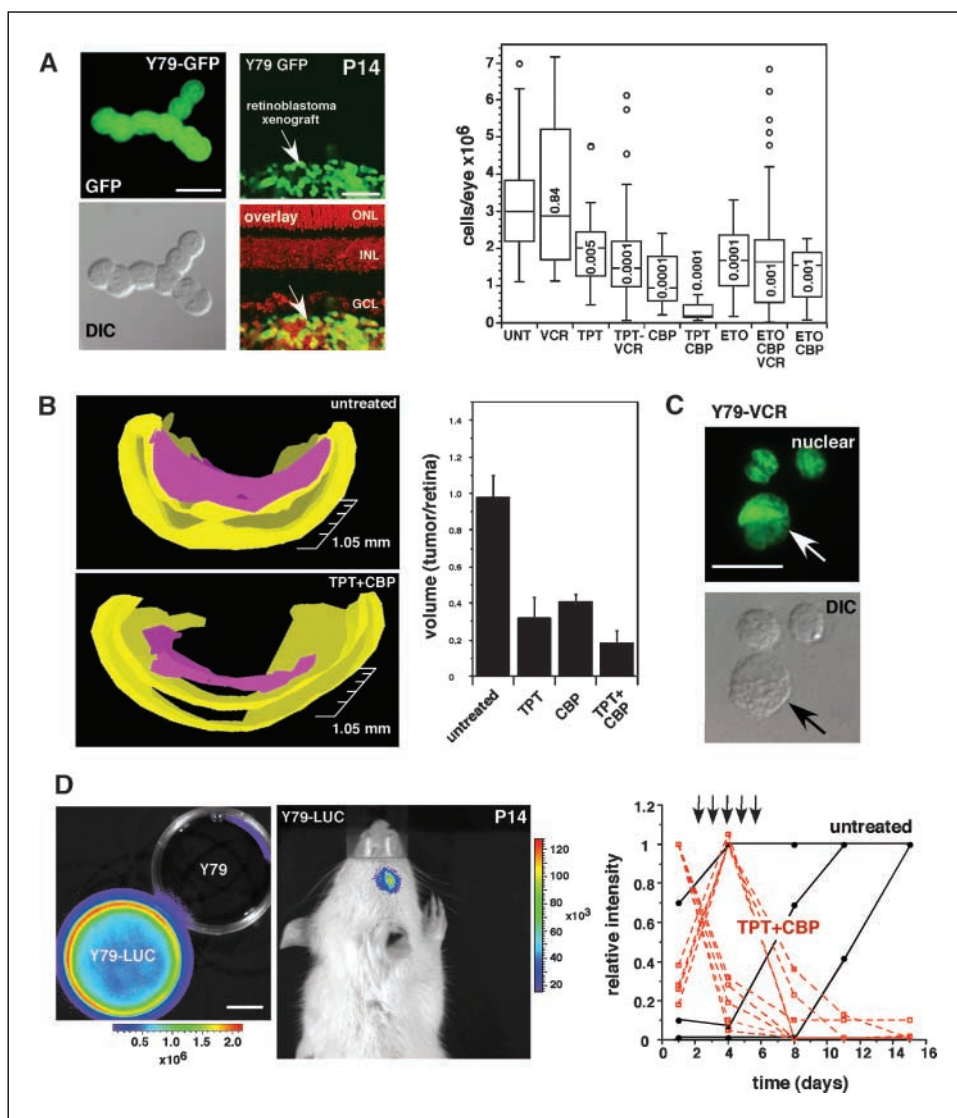 A
Y79-GFP
GFP
DIC
Y79 GFP
P14
retinoblastoma
xenograft
overlay
ONL
INL
GCL
cells/eye x10⁶
7
6
5
4
3
2
1
0
0.84
0.005
0.0001
0.0001
0.0001
0.0001
0.001
0.001
UNT
VCR
TPT
TPT-
VCR
CBP
TPT
CBP
ETO
ETO
CBP
VCR
ETO
CBP
B
untreated
1.05 mm
TPT+CBP
1.05 mm
volume (tumor/retina)
1.4
1.2
1.0
0.8
0.6
0.4
0.2
0
untreated
TPT
CBP
TPT+
CBP
C
Y79-VCR
nuclear
DIC
D
Y79
Y79-LUC
0.5 1.0 1.5 2.0
x10⁶
Y79-LUC
P14
120
100
80
60
40
20
x10³
relative intensity
1.2
1
0.8
0.6
0.4
0.2
0
untreated
TPT+CBP
0 2 4 6 8 10 12 14 16
time (days)